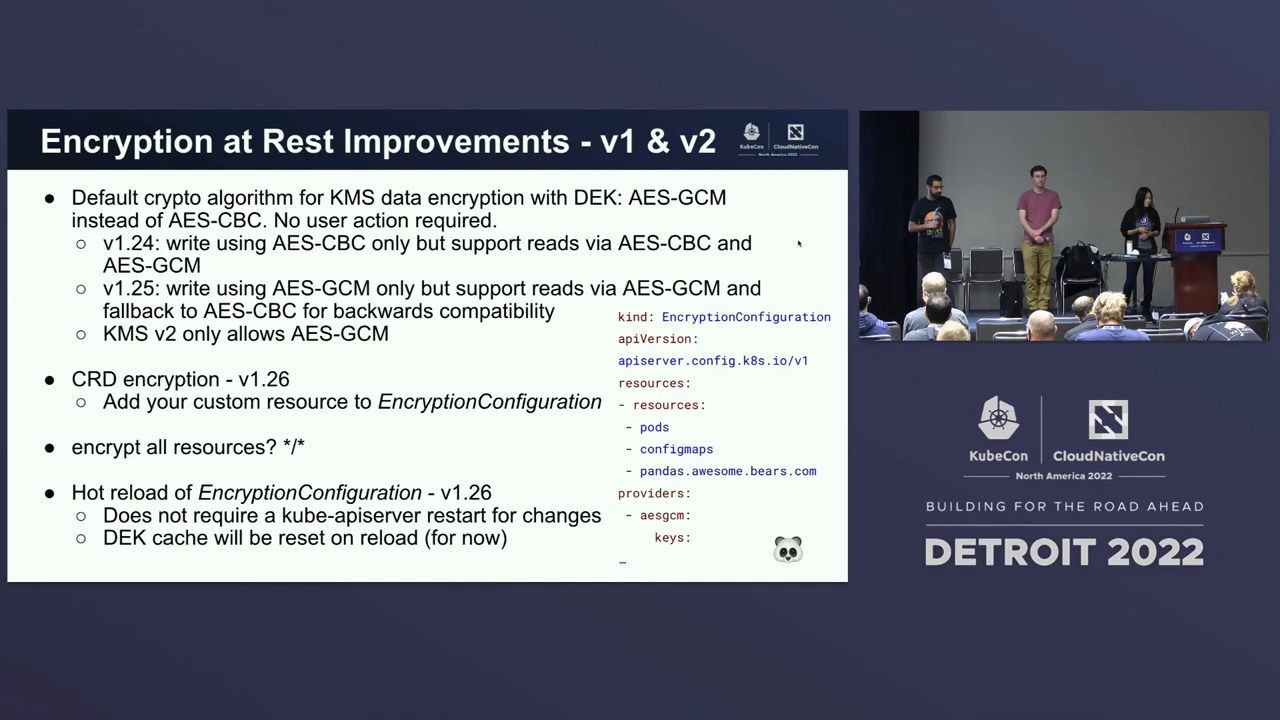 Encryption at Rest Improvements - v1 & v2
KubeCon
CloudNativeCon
North America 2022
● Default crypto algorithm for KMS data encryption with DEK: AES-GCM
instead of AES-CBC. No user action required.
○ v1.24: write using AES-CBC only but support reads via AES-CBC and
AES-GCM
○ v1.25: write using AES-GCM only but support reads via AES-GCM and
fallback to AES-CBC for backwards compatibility
○ KMS v2 only allows AES-GCM
● CRD encryption - v1.26
○ Add your custom resource to EncryptionConfiguration
● encrypt all resources? */*
● Hot reload of EncryptionConfiguration - v1.26
○ Does not require a kube-apiserver restart for changes
○ DEK cache will be reset on reload (for now)
kind: EncryptionConfiguration
apiVersion:
apiserver.config.k8s.io/v1
resources:
- resources:
- pods
- configmaps
- pandas.awesome.bears.com
providers:
- aesgcm:
keys:
…
KubeCon
CloudNativeCon
North America 2022
BUILDING FOR THE ROAD AHEAD
DETROIT 2022